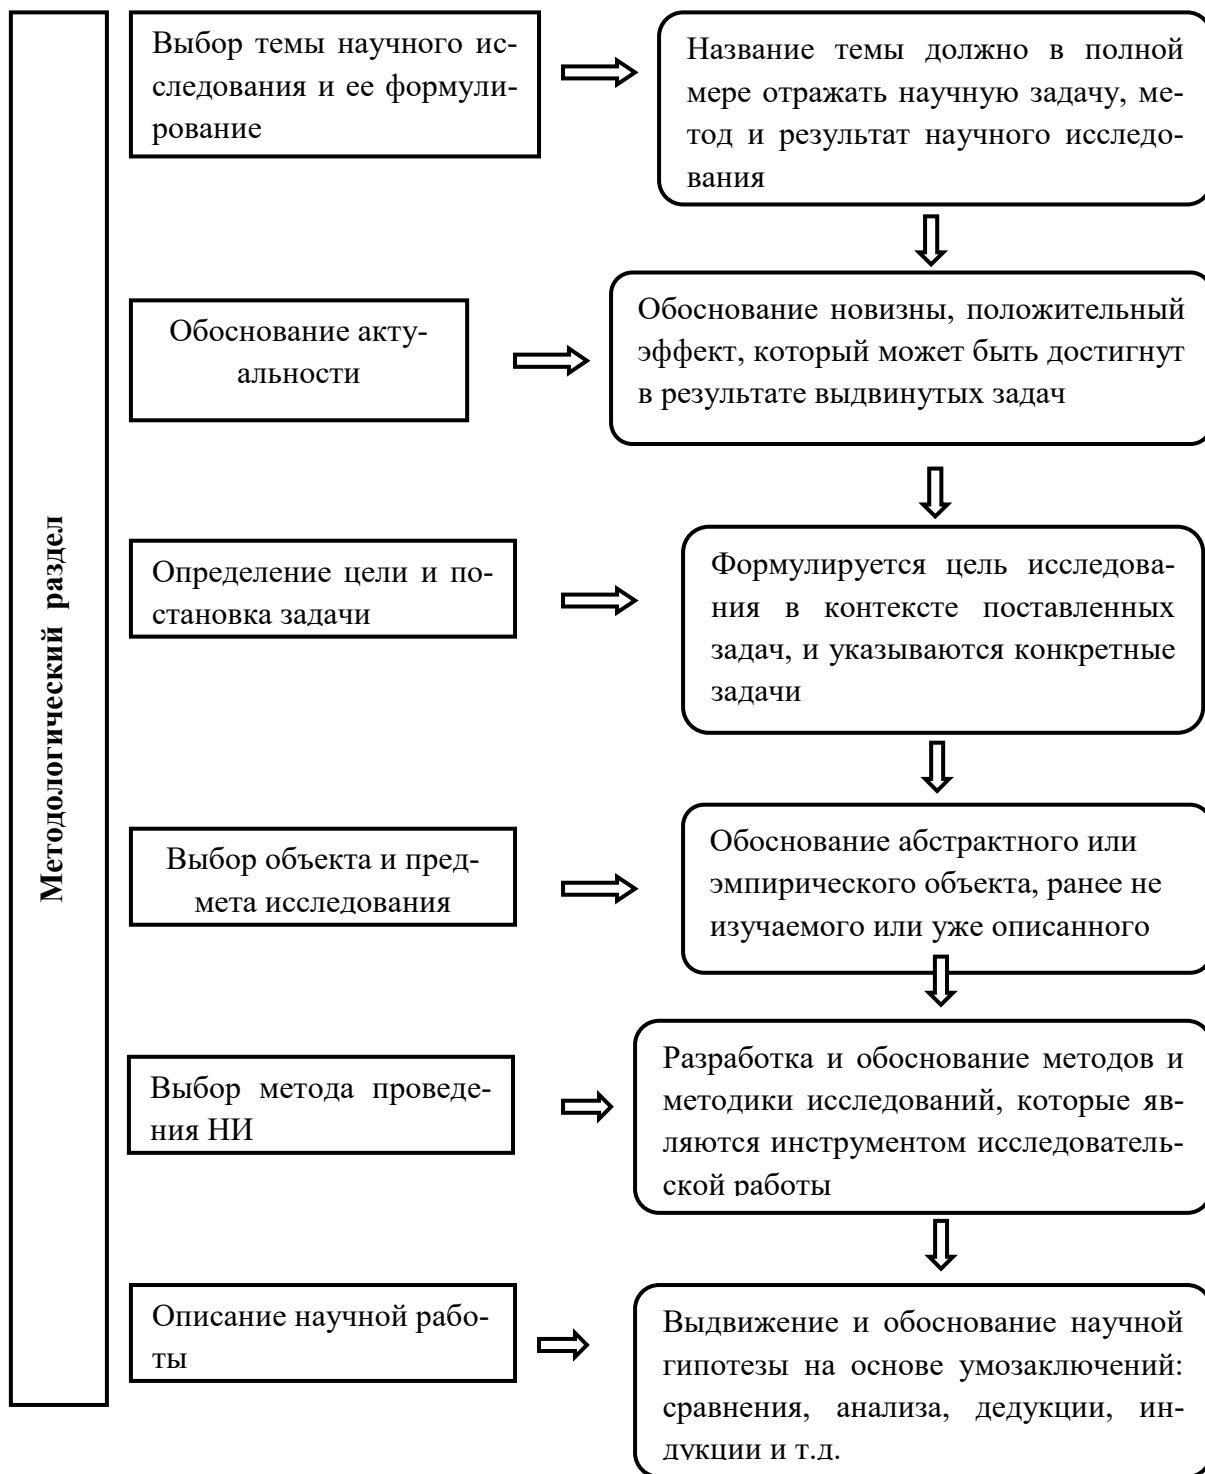 Методологический раздел
Выбор темы научного ис-
следования и ее формули-
рование
Название темы должно в полной
мере отражать научную задачу, ме-
тод и результат научного исследо-
вания
Обоснование акту-
альности
Обоснование новизны, положительный
эффект, который может быть достигнут
в результате выдвинутых задач
Определение цели и по-
становка задачи
Формулируется цель исследова-
ния в контексте поставленных
задач, и указываются конкретные
задачи
Выбор объекта и пред-
мета исследования
Обоснование абстрактного или
эмпирического объекта, ранее не
изучаемого или уже описанного
Выбор метода проведе-
ния НИ
Разработка и обоснование методов и
методики исследований, которые яв-
ляются инструментом исследователь-
ской работы
Описание научной рабо-
ты
Выдвижение и обоснование научной
гипотезы на основе умозаключений:
сравнения, анализа, дедукции, ин-
дукции и т.д.